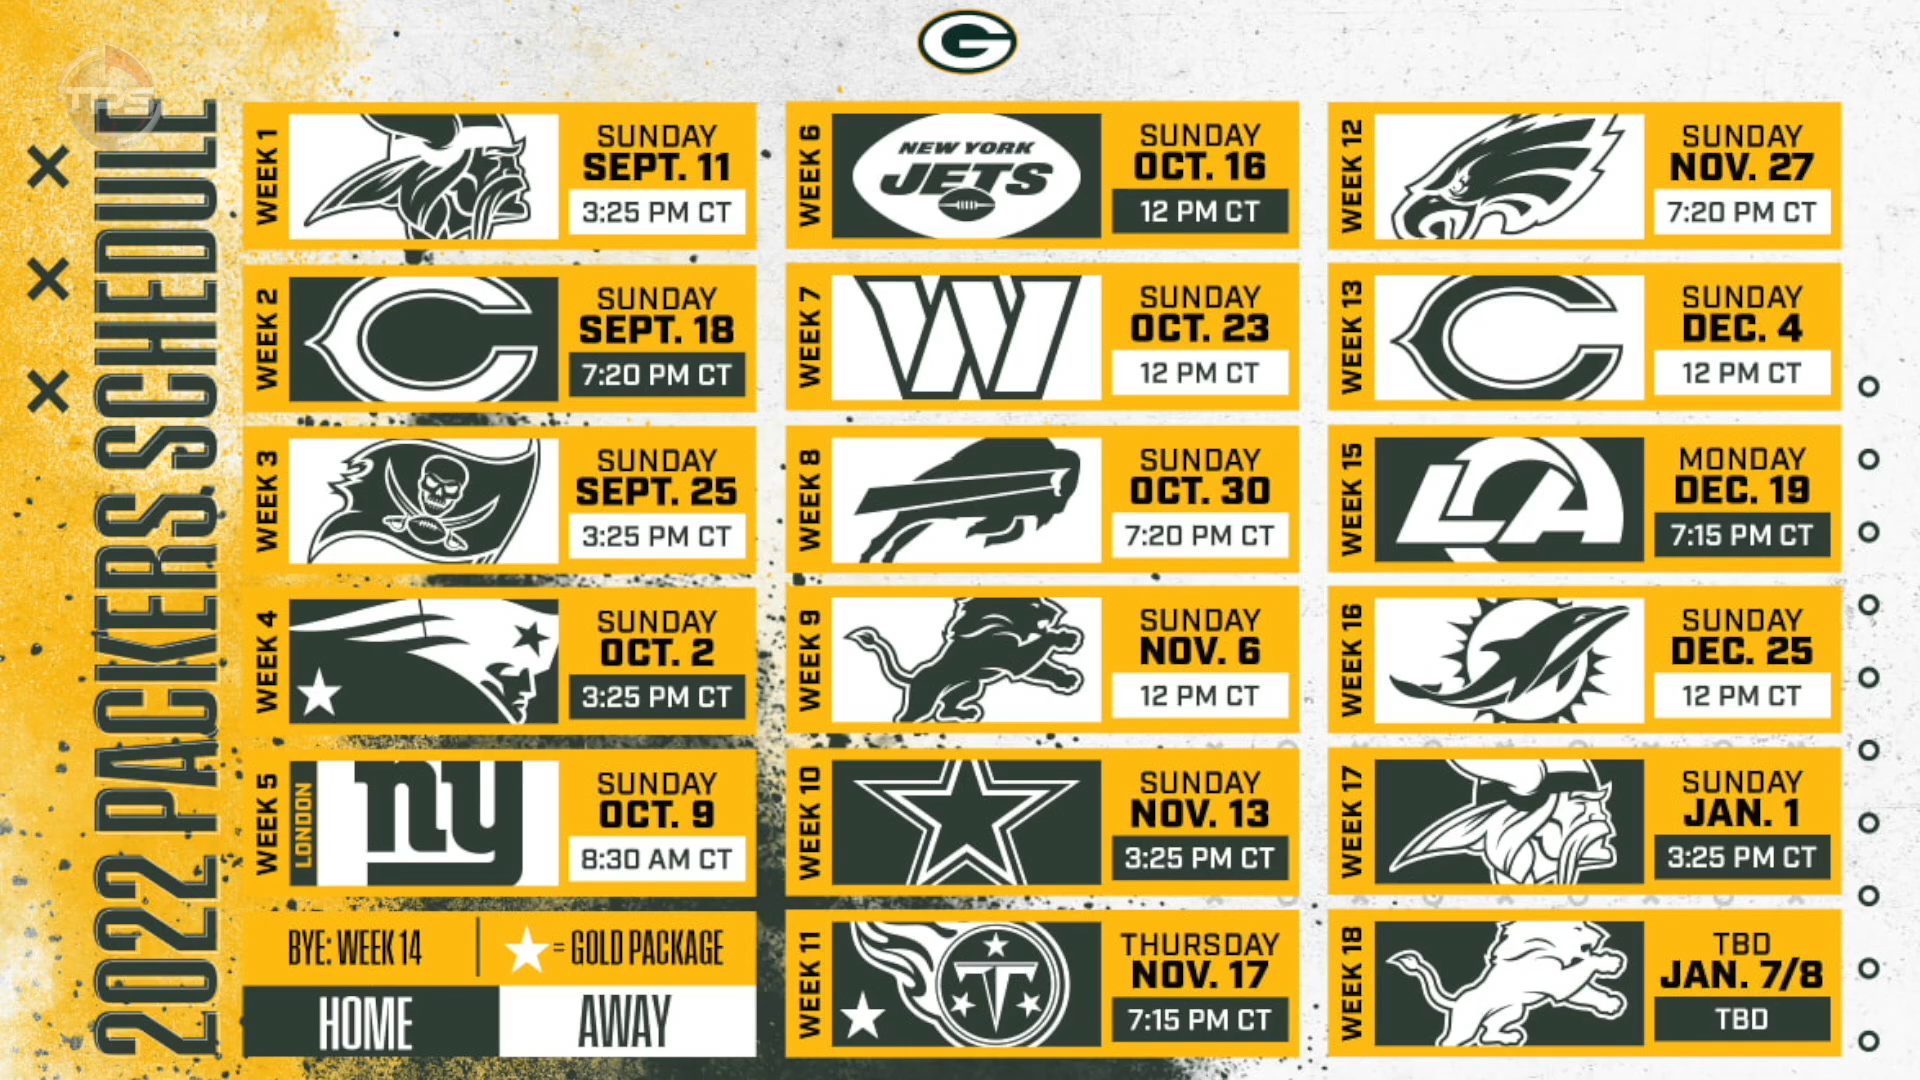 TPS
2022 PACKERS SCHEDULE
G
WEEK 1
SUNDAY
SEPT. 11
3:25 PM CT
WEEK 2
C
SUNDAY
SEPT. 18
7:20 PM CT
WEEK 3
SUNDAY
SEPT. 25
3:25 PM CT
WEEK 4
SUNDAY
OCT. 2
3:25 PM CT
WEEK 5
LONDON
ny
SUNDAY
OCT. 9
8:30 AM CT
BYE: WEEK 14
= GOLD PACKAGE
HOME
AWAY
WEEK 6
NEW YORK
JETS
SUNDAY
OCT. 16
12 PM CT
WEEK 7
W
SUNDAY
OCT. 23
12 PM CT
WEEK 8
SUNDAY
OCT. 30
7:20 PM CT
WEEK 9
SUNDAY
NOV. 6
12 PM CT
WEEK 10
SUNDAY
NOV. 13
3:25 PM CT
WEEK 11
T
THURSDAY
NOV. 17
7:15 PM CT
WEEK 12
SUNDAY
NOV. 27
7:20 PM CT
WEEK 13
C
SUNDAY
DEC. 4
12 PM CT
WEEK 15
LA
MONDAY
DEC. 19
7:15 PM CT
WEEK 16
SUNDAY
DEC. 25
12 PM CT
WEEK 17
SUNDAY
JAN. 1
3:25 PM CT
WEEK 18
TBD
JAN. 7/8
TBD